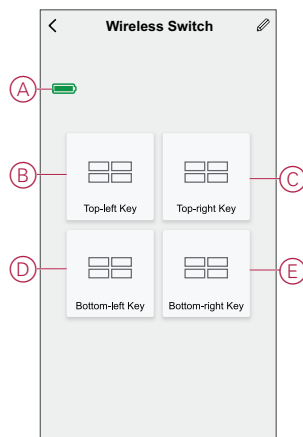 Wireless Switch
A
B
Top-left Key
Top-right Key
C
D
Bottom-left Key
Bottom-right Key
E